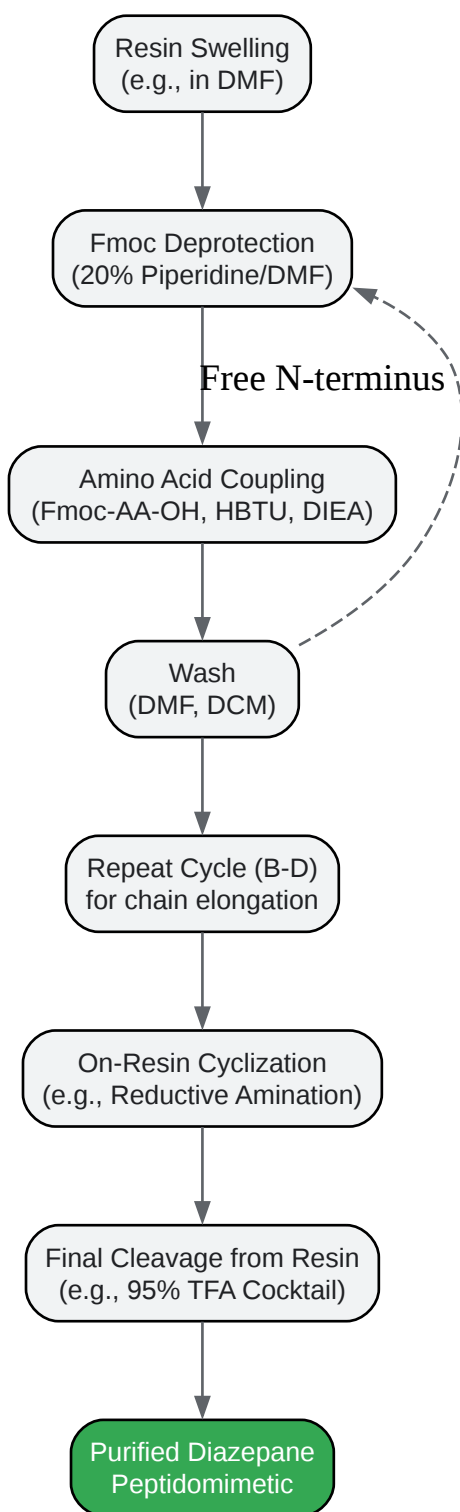 Resin Swelling
(e.g., in DMF)
Fmoc Deprotection
(20% Piperidine/DMF)
Free N-terminus
Amino Acid Coupling
(Fmoc-AA-OH, HBTU, DIEA)
Wash
(DMF, DCM)
Repeat Cycle (B-D)
for chain elongation
On-Resin Cyclization
(e.g., Reductive Amination)
Final Cleavage from Resin
(e.g., 95% TFA Cocktail)
Purified Diazepane
Peptidomimetic